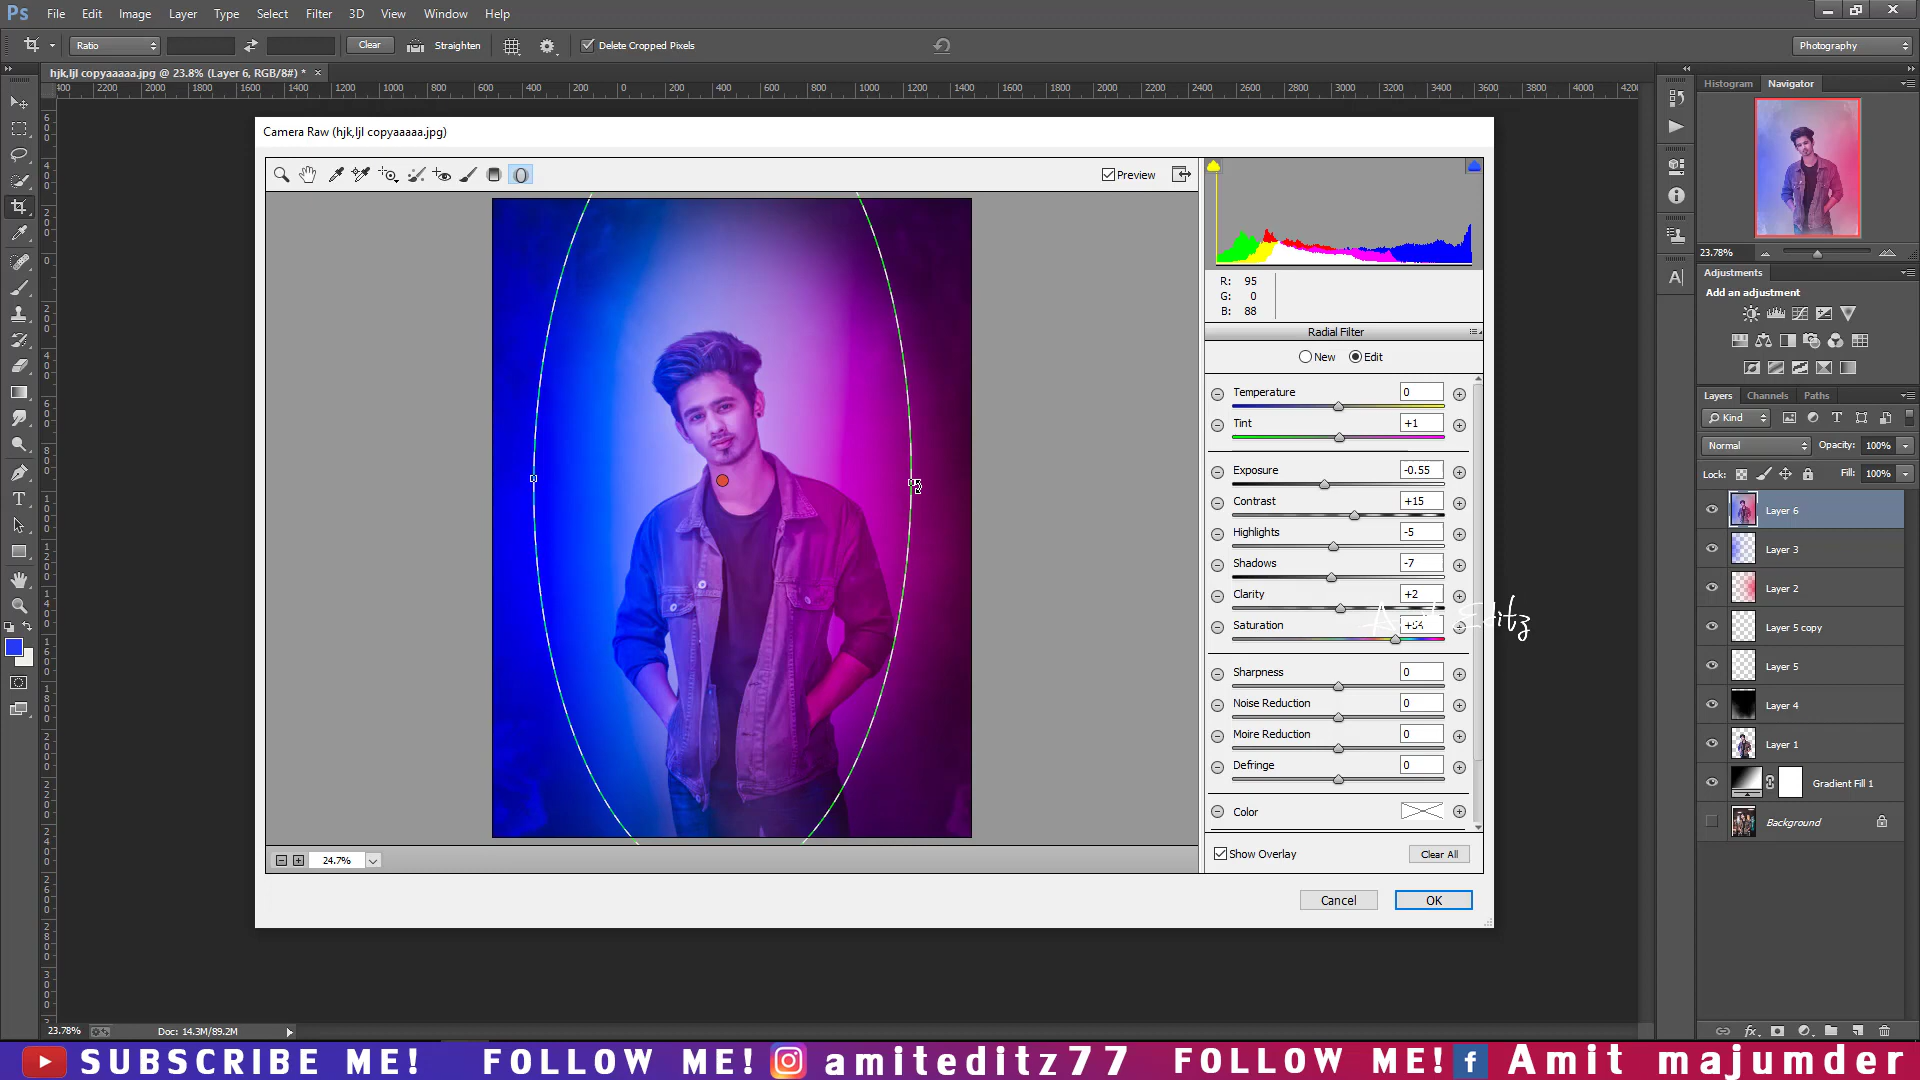 Ps File Edit Image Layer Type Select Filter 3D View Window Help
Ratio Clear Straighten Delete Cropped Pixels Photography
hjk,ljl copyaaaaa.jpg @ 23.8% (Layer 6, RGB/8#) * ×
Camera Raw (hjk,ljl copyaaaaa.jpg)
Preview
R: 95
G: 0
B: 88
Radial Filter
New Edit
Temperature 0
Tint +1
Exposure -0.55
Contrast +15
Highlights -5
Shadows -7
Clarity +2
Saturation +54
Sharpness 0
Noise Reduction 0
Moire Reduction 0
Defringe 0
Color
Show Overlay Clear All
24.7%
Cancel OK
Histogram Navigator
23.78%
Adjustments
Add an adjustment
Layers Channels Paths
Kind
Normal Opacity: 100%
Lock: Fill: 100%
Layer 6
Layer 3
Layer 2
Layer 5 copy
Layer 5
Layer 4
Layer 1
Gradient Fill 1
Background
Amit Editz
23.78% Doc: 14.3M/89.2M
SUBSCRIBE ME! FOLLOW ME! amiteditz77 FOLLOW ME! f Amit majumder